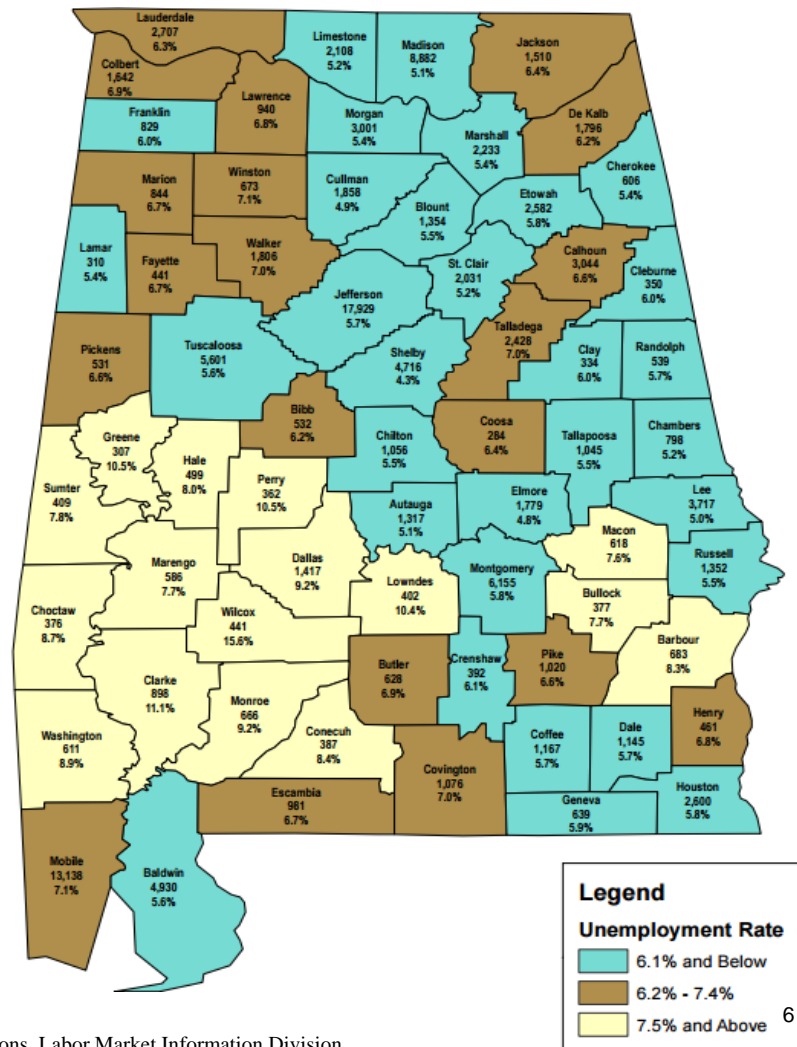 Lauderdale
2,707
6.3%
Limestone
2,108
5.2%
Madison
8,882
5.1%
Jackson
1,510
6.4%
Colbert
1,642
6.9%
Lawrence
940
6.8%
Franklin
829
6.0%
Morgan
3,001
5.4%
Marshall
2,233
5.4%
De Kalb
1,796
6.2%
Cherokee
606
5.4%
Marion
844
6.7%
Winston
673
7.1%
Cullman
1,858
4.9%
Blount
1,354
5.5%
Etowah
2,582
5.8%
Lamar
310
5.4%
Fayette
441
6.7%
Walker
1,806
7.0%
St. Clair
2,031
5.2%
Calhoun
3,044
6.6%
Cleburne
350
6.0%
Jefferson
17,929
5.7%
Talladega
2,428
7.0%
Pickens
531
6.6%
Tuscaloosa
5,601
5.6%
Shelby
4,716
4.3%
Clay
334
6.0%
Randolph
539
5.7%
Bibb
532
6.2%
Coosa
284
6.4%
Greene
307
10.5%
Hale
499
8.0%
Perry
362
10.5%
Chilton
1,056
5.5%
Tallapoosa
1,045
5.5%
Chambers
798
5.2%
Sumter
409
7.8%
Autauga
1,317
5.1%
Elmore
1,779
4.8%
Lee
3,717
5.0%
Marengo
586
7.7%
Dallas
1,417
9.2%
Macon
618
7.6%
Russell
1,352
5.5%
Lowndes
402
10.4%
Montgomery
6,155
5.8%
Bullock
377
7.7%
Choctaw
376
8.7%
Wilcox
441
15.6%
Barbour
683
8.3%
Clarke
898
11.1%
Butler
628
6.9%
Crenshaw
392
6.1%
Pike
1,020
6.6%
Monroe
666
9.2%
Conecuh
387
8.4%
Washington
611
8.9%
Henry
461
6.8%
Coffee
1,167
5.7%
Dale
1,145
5.7%
Covington
1,076
7.0%
Escambia
981
6.7%
Geneva
639
5.9%
Houston
2,600
5.8%
Mobile
13,138
7.1%
Baldwin
4,930
5.6%
Legend
Unemployment Rate
6.1% and Below
6.2% - 7.4%
7.5% and Above
6
Labor Market Information Division